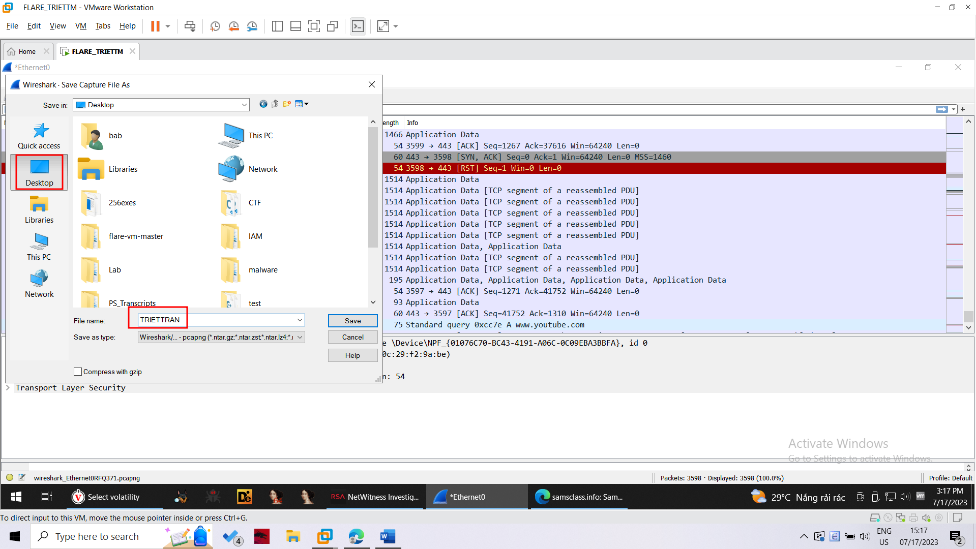 FLARE_TRIETTM - VMware Workstation
File Edit View VM Tabs Help
Home FLARE_TRIETTM
*Ethernet0
Wireshark · Save Capture File As
Save in: Desktop
Quick access
Desktop
Libraries
This PC
Network
bab This PC
Libraries Network
256exes CTF
flare-vm-master IAM
Lab malware
PS_Transcripts test
File name: TRIETTRAN Save
Save as type: Wireshark/... - pcapng (*.ntar.gz;*.ntar.zst;*.ntar.lz4;*. Cancel
Help
Compress with gzip
ength Info
1466 Application Data
54 3599 → 443 [ACK] Seq=1267 Ack=37616 Win=64240 Len=0
60 443 → 3598 [SYN, ACK] Seq=0 Ack=1 Win=64240 Len=0 MSS=1460
54 3598 → 443 [RST] Seq=1 Win=0 Len=0
1514 Application Data
1514 Application Data [TCP segment of a reassembled PDU]
1514 Application Data [TCP segment of a reassembled PDU]
1514 Application Data [TCP segment of a reassembled PDU]
1514 Application Data [TCP segment of a reassembled PDU]
1514 Application Data [TCP segment of a reassembled PDU]
1514 Application Data, Application Data
1514 Application Data [TCP segment of a reassembled PDU]
1514 Application Data [TCP segment of a reassembled PDU]
195 Application Data, Application Data, Application Data, Application Data
54 3597 → 443 [ACK] Seq=1271 Ack=41752 Win=64240 Len=0
93 Application Data
60 443 → 3597 [ACK] Seq=41752 Ack=1310 Win=64240 Len=0
75 Standard query 0xcc7e A www.youtube.com
e \Device\NPF_{01076C70-BC43-4191-A06C-0C09EBA3BBFA}, id 0
0c:29:f2:9a:be)
n: 54
Transport Layer Security
Activate Windows
Go to Settings to activate Windows.
wireshark_Ethernet0RFQ371.pcapng Packets: 3598 · Displayed: 3598 (100.0%) Profile: Default
Select volatility RSA NetWitness Investig... *Ethernet0 samsclass.info: Sam... 29°C Nắng rải rác 3:17 PM
7/17/2023
To direct input to this VM, move the mouse pointer inside or press Ctrl+G.
Type here to search 4 ENG 15:17
US 07/17/2023 2